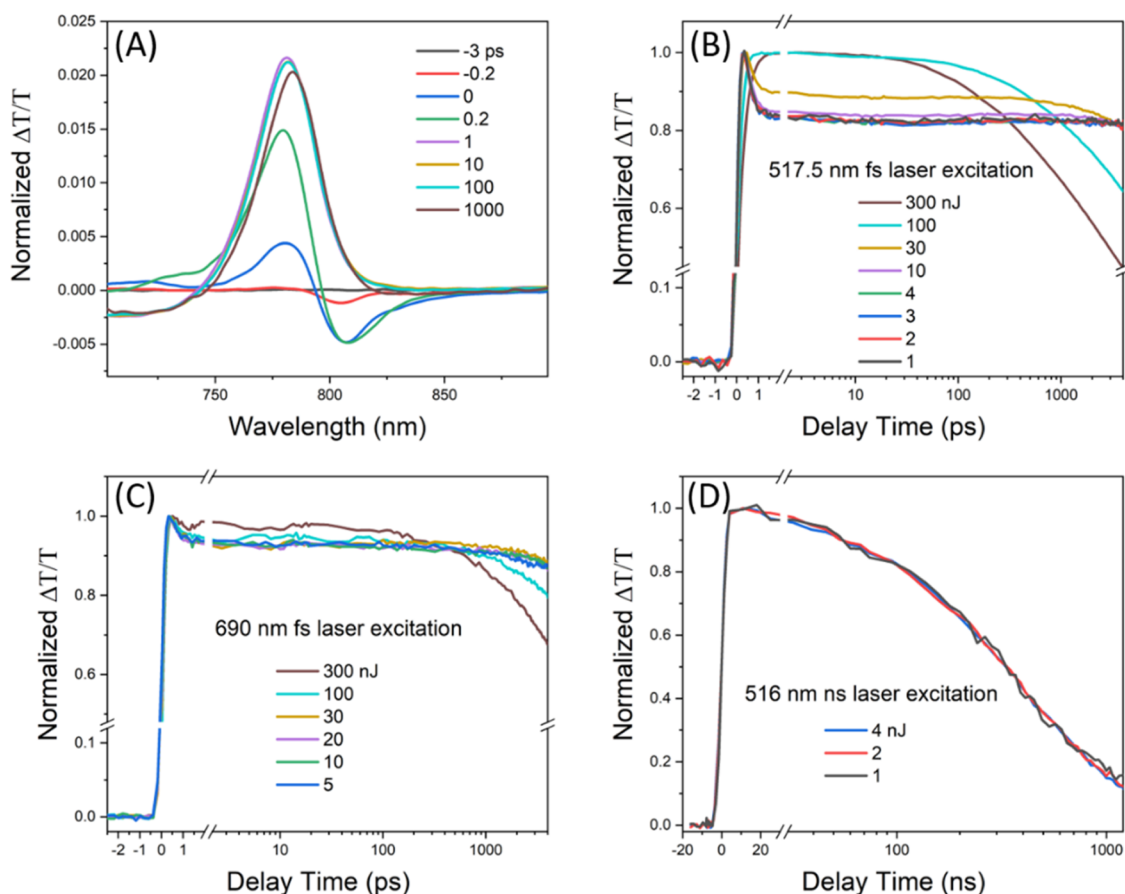 (A)
Normalized ΔT/T
0.025
0.020
0.015
0.010
0.005
0.000
-0.005
-3 ps
-0.2
0
0.2
1
10
100
1000
750 800 850
Wavelength (nm)
(B)
Normalized ΔT/T
1.0
0.8
0.6
0.1
0.0
517.5 nm fs laser excitation
300 nJ
100
30
10
4
3
2
1
-2 -1 0 1 10 100 1000
Delay Time (ps)
(C)
Normalized ΔT/T
1.0
0.8
0.6
0.1
0.0
690 nm fs laser excitation
300 nJ
100
30
20
10
5
-2 -1 0 1 10 100 1000
Delay Time (ps)
(D)
Normalized ΔT/T
1.0
0.8
0.6
0.4
0.2
0.0
516 nm ns laser excitation
4 nJ
2
1
-20 0 20 100 1000
Delay Time (ns)